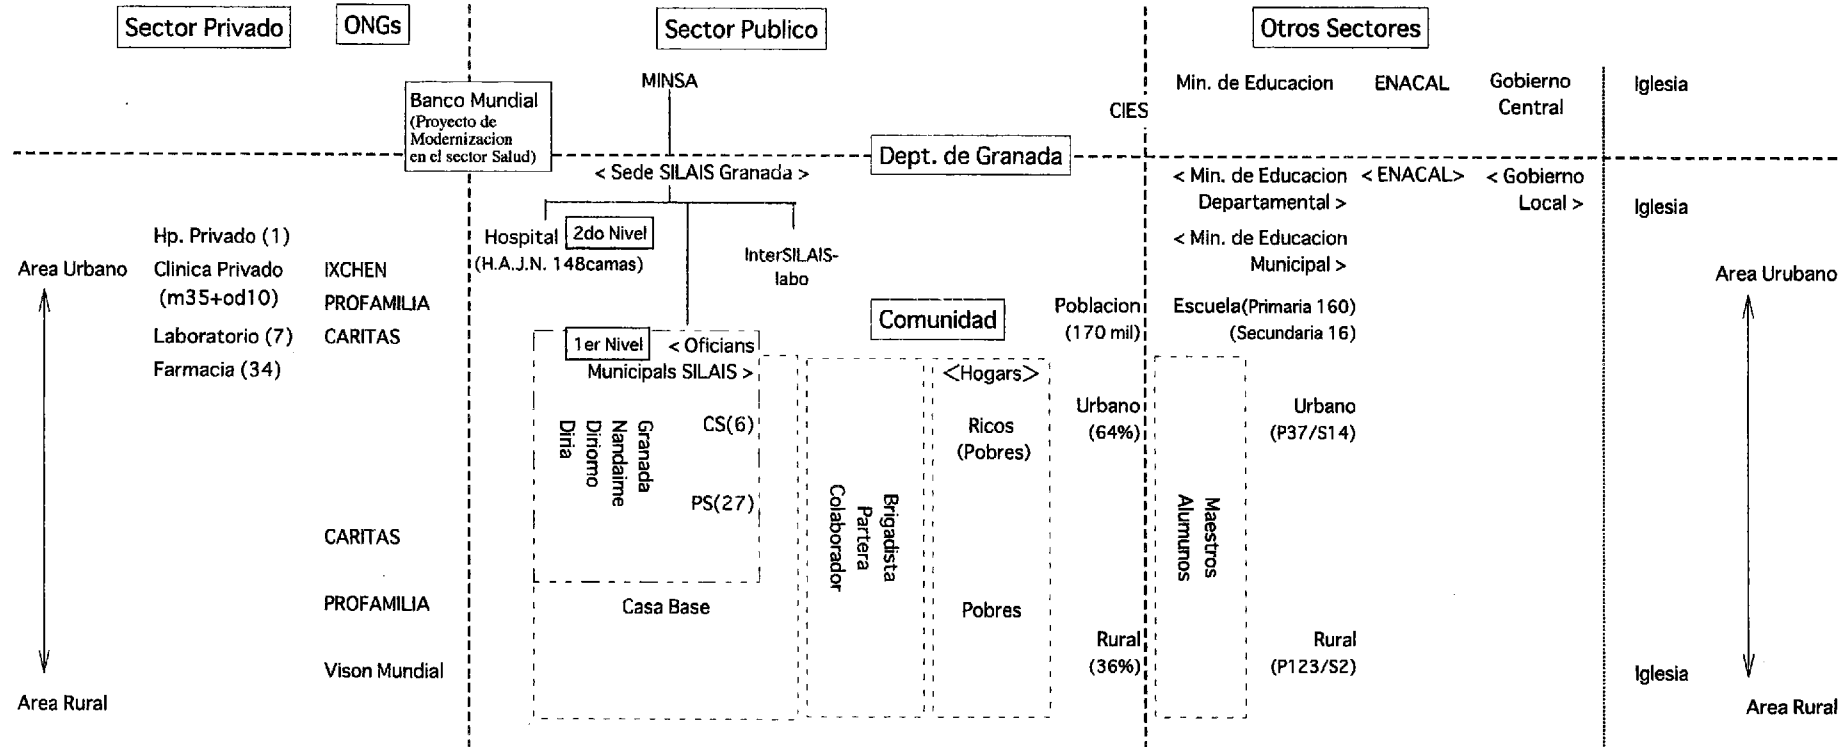 Sector Privado
ONGs
Sector Publico
Otros Sectores
MINSA
Banco Mundial
(Proyecto de
Modernizacion
en el sector Salud)
CIES
Min. de Educacion
ENACAL
Gobierno
Central
Iglesia
Dept. de Granada
< Sede SILAIS Granada >
< Min. de Educacion
Departamental >
< ENACAL>
< Gobierno
Local >
Iglesia
< Min. de Educacion
Municipal >
Hp. Privado (1)
Hospital
2do Nivel
(H.A.J.N. 148camas)
InterSILAIS-
labo
Area Urbano
Clinica Privado
(m35+od10)
IXCHEN
PROFAMILIA
Laboratorio (7)
CARITAS
Farmacia (34)
Area Urubano
Comunidad
Poblacion
(170 mil)
Escuela(Primaria 160)
(Secundaria 16)
1er Nivel
< Oficians
Municipals SILAIS >
<Hogars>
CS(6)
Granada
Nandaime
Diriomo
Diria
PS(27)
Ricos
(Pobres)
Urbano
(64%)
Urbano
(P37/S14)
Brigadista
Partera
Colaborador
Maestros
Alumunos
CARITAS
PROFAMILIA
Casa Base
Pobres
Rural
(36%)
Rural
(P123/S2)
Vison Mundial
Iglesia
Area Rural
Area Rural